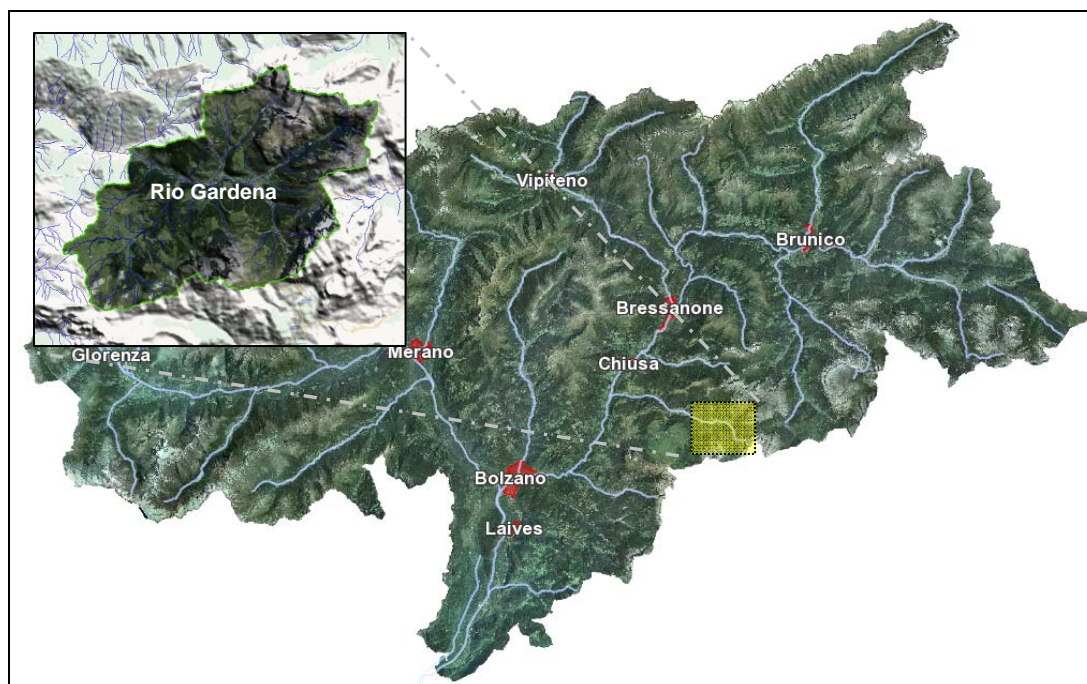 Rio Gardena
Vipiteno
Brunico
Bressanone
Glorenza
Merano
Chiusa
Bolzano
Laives